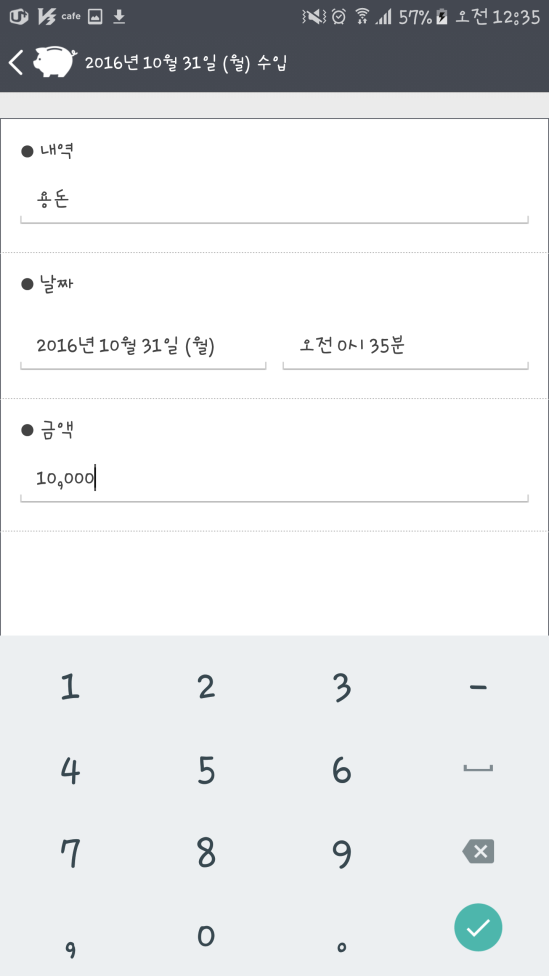 cafe 57% 오전 12:35
2016년 10월 31일 (월) 수입
내역
용돈
날짜
2016년 10월 31일 (월) 오전 0시 35분
금액
10,000
1 2 3 -
4 5 6
7 8 9
, 0 .